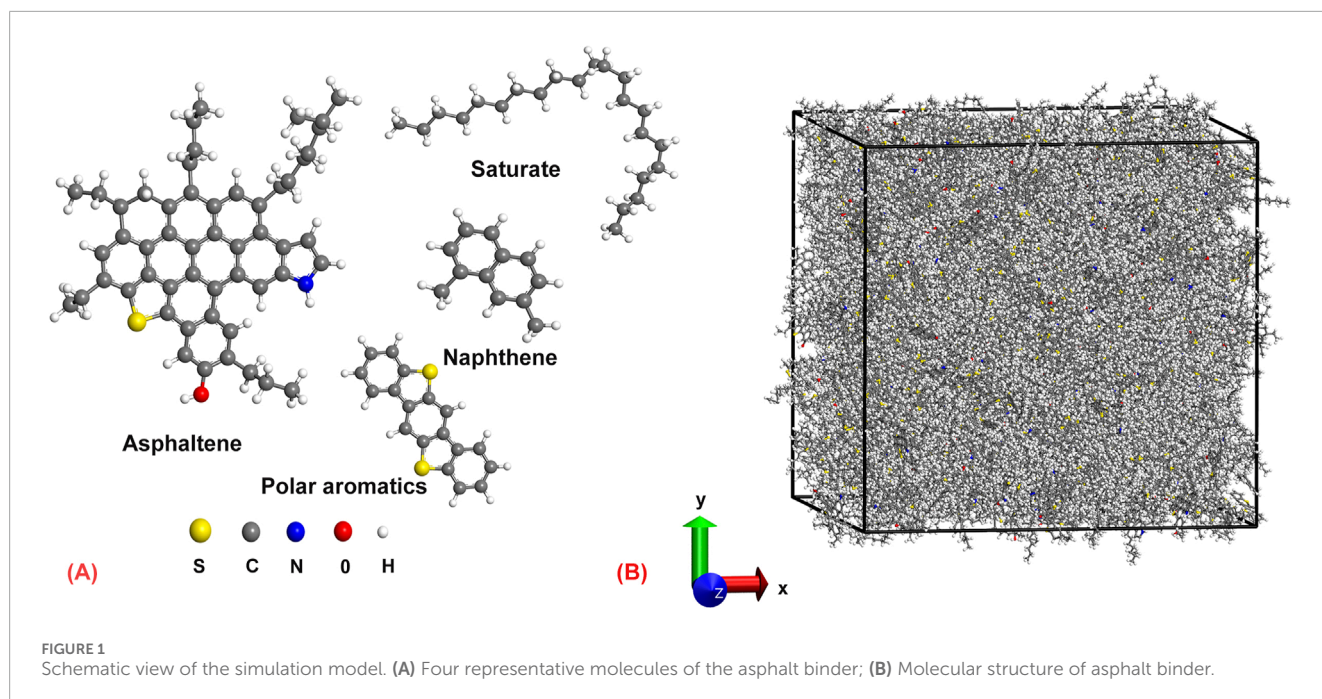 Saturate
Naphthene
Asphaltene
Polar aromatics
S C N 0 H
(A)
y
x
Z
(B)
FIGURE 1
Schematic view of the simulation model. (A) Four representative molecules of the asphalt binder; (B) Molecular structure of asphalt binder.